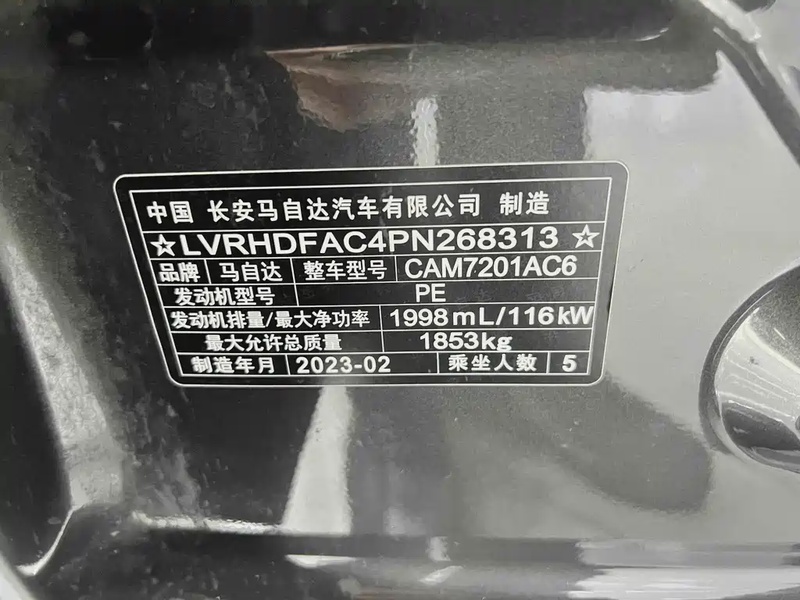 中国 长安马自达汽车有限公司 制造
☆LVRHDFAC4PN268313☆
品牌 马自达 整车型号 CAM7201AC6
发动机型号 PE
发动机排量/最大净功率 1998mL/116kW
最大允许总质量 1853kg
制造年月 2023-02 乘坐人数 5